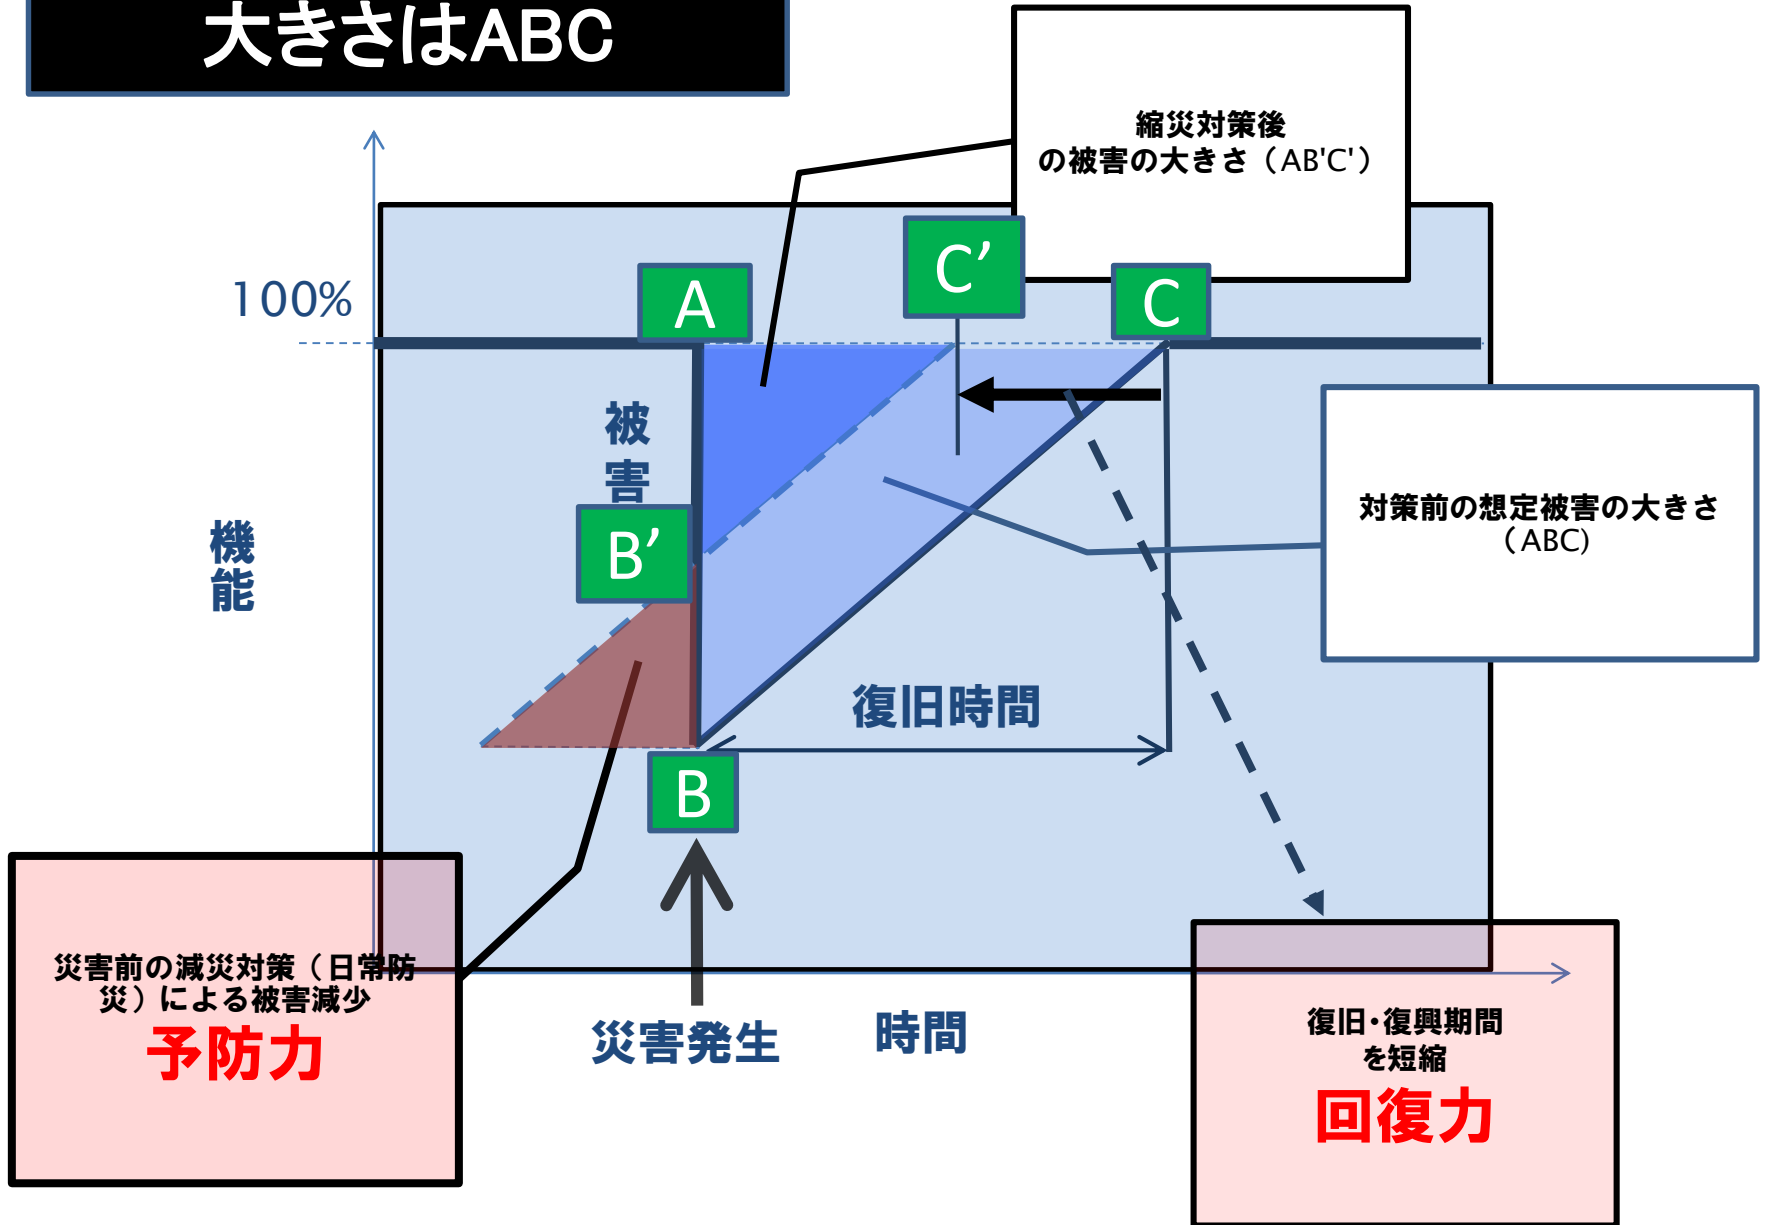 大きさはABC
縮災対策後
の被害の大きさ（AB'C'）
C’
A
C
100%
被
害
対策前の想定被害の大きさ
（ABC)
B’
機
能
復旧時間
B
災害前の減災対策（日常防
災）による被害減少
予防力
災害発生
時間
復旧・復興期間
を短縮
回復力